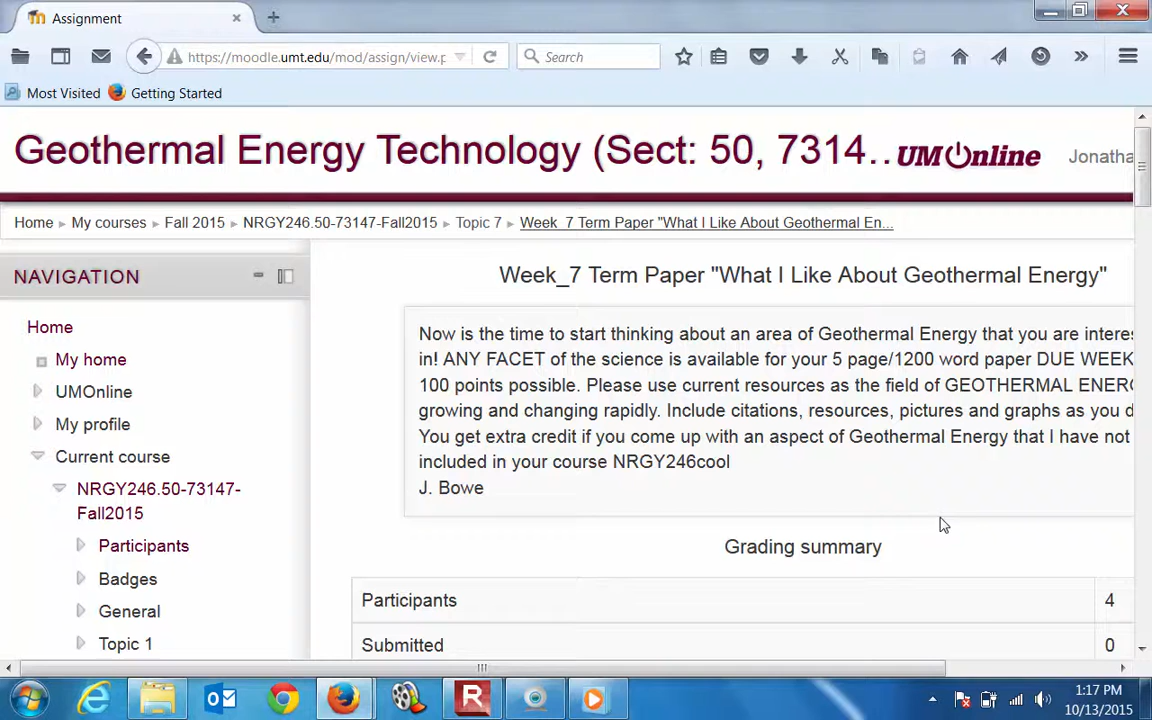 Assignment
https://moodle.umt.edu/mod/assign/view.p
Search
Most Visited
Getting Started
Geothermal Energy Technology (Sect: 50, 7314...
UMOnline
Jonatha
Home
My courses
Fall 2015
NRGY246.50-73147-Fall2015
Topic 7
Week_7 Term Paper "What I Like About Geothermal En...
NAVIGATION
Home
My home
UMOnline
My profile
Current course
NRGY246.50-73147-
Fall2015
Participants
Badges
General
Topic 1
Week_7 Term Paper "What I Like About Geothermal Energy"
Now is the time to start thinking about an area of Geothermal Energy that you are interes
in! ANY FACET of the science is available for your 5 page/1200 word paper DUE WEEK
100 points possible. Please use current resources as the field of GEOTHERMAL ENERG
growing and changing rapidly. Include citations, resources, pictures and graphs as you d
You get extra credit if you come up with an aspect of Geothermal Energy that I have not
included in your course NRGY246cool
J. Bowe
Grading summary
Participants 4
Submitted 0
1:17 PM
10/13/2015